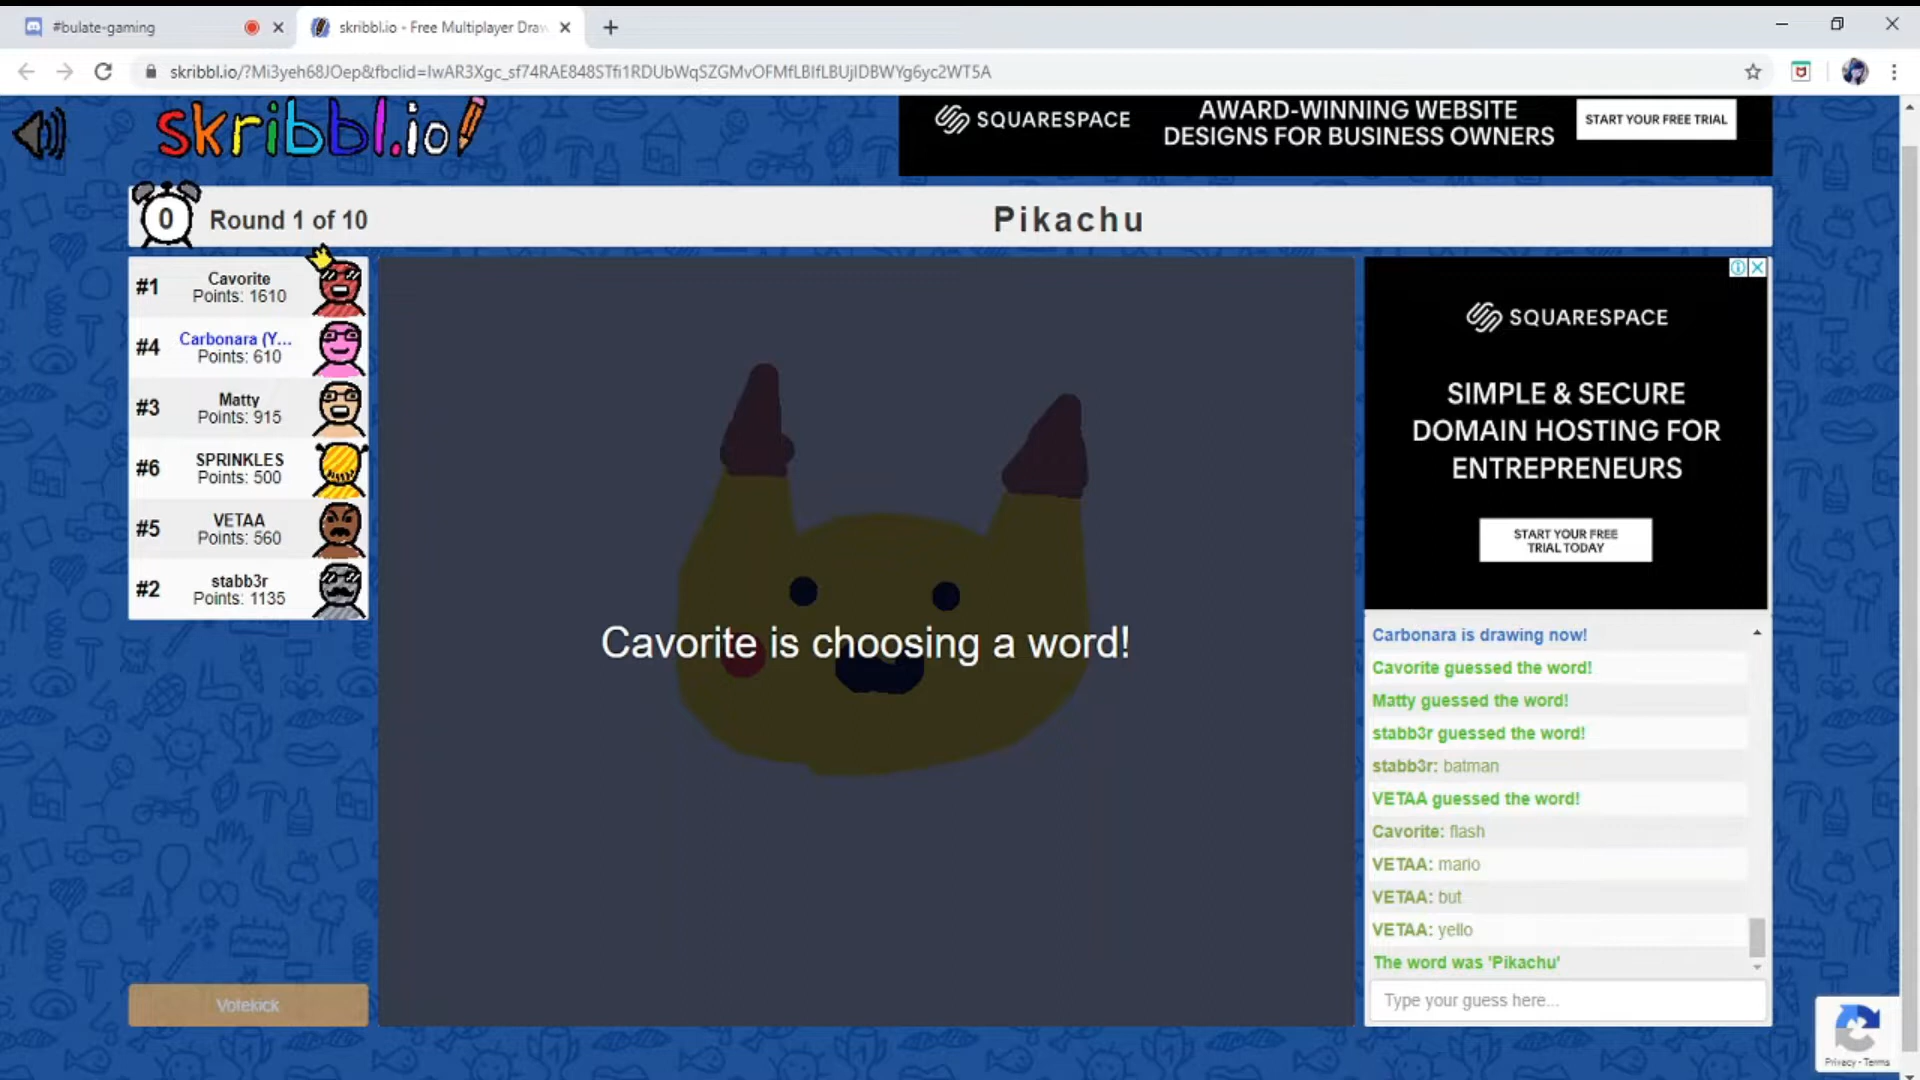 #bulate-gaming
skribbl.io - Free Multiplayer Draw
skribbl.io/?Mi3yeh68JOep&fbclid=IwAR3Xgc_sf74RAE848STfi1RDUbWqSZGMvOFMfLBIfLBUjIDBWYg6yc2WT5A
skribbl.io
SQUARESPACE
AWARD-WINNING WEBSITE
DESIGNS FOR BUSINESS OWNERS
START YOUR FREE TRIAL
0
Round 1 of 10
Pikachu
#1
Cavorite
Points: 1610
#4
Carbonara (Y...
Points: 610
#3
Matty
Points: 915
#6
SPRINKLES
Points: 500
#5
VETAA
Points: 560
#2
stabb3r
Points: 1135
Votekick
Cavorite is choosing a word!
SQUARESPACE
SIMPLE & SECURE
DOMAIN HOSTING FOR
ENTREPRENEURS
START YOUR FREE
TRIAL TODAY
Carbonara is drawing now!
Cavorite guessed the word!
Matty guessed the word!
stabb3r guessed the word!
stabb3r: batman
VETAA guessed the word!
Cavorite: flash
VETAA: mario
VETAA: but
VETAA: yello
The word was 'Pikachu'
Type your guess here...
Privacy - Terms